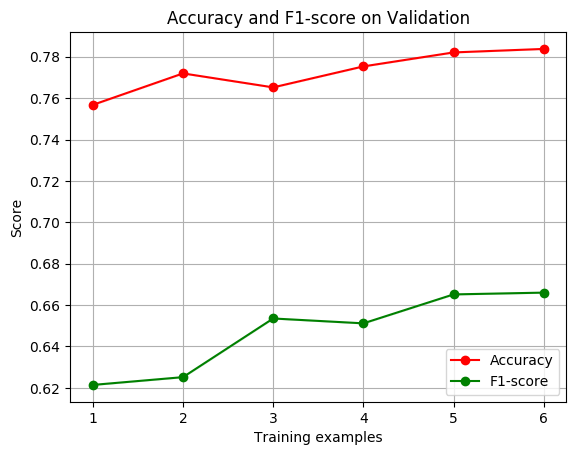 Accuracy and F1-score on Validation
0.78
0.76
0.74
0.72
0.70
0.68
0.66
0.64
0.62
Score
Accuracy
F1-score
1 2 3 4 5 6
Training examples